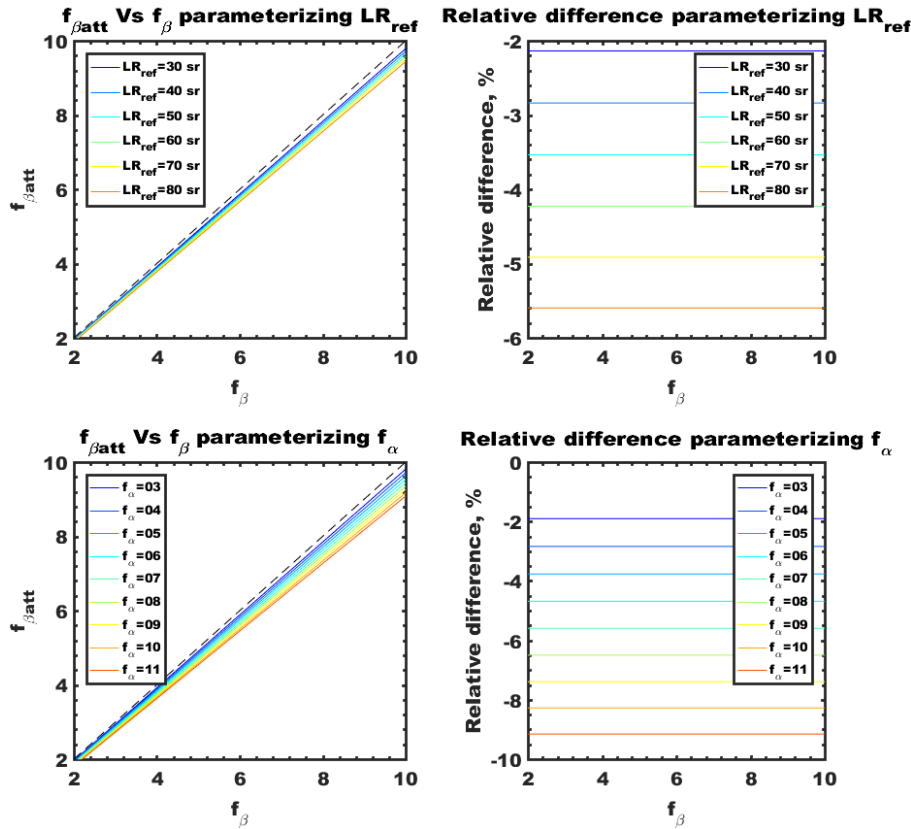 fβatt Vs fβ parameterizing LRref
10
8
6
4
2
2 4 6 8 10
fβatt
fβ
LRref=30 sr
LRref=40 sr
LRref=50 sr
LRref=60 sr
LRref=70 sr
LRref=80 sr
Relative difference parameterizing LRref
-2
-3
-4
-5
-6
2 4 6 8 10
Relative difference, %
fβ
LRref=30 sr
LRref=40 sr
LRref=50 sr
LRref=60 sr
LRref=70 sr
LRref=80 sr
fβatt Vs fβ parameterizing fα
10
8
6
4
2
2 4 6 8 10
fβatt
fβ
fα=03
fα=04
fα=05
fα=06
fα=07
fα=08
fα=09
fα=10
fα=11
Relative difference parameterizing fα
0
-2
-4
-6
-8
-10
2 4 6 8 10
Relative difference, %
fβ
fα=03
fα=04
fα=05
fα=06
fα=07
fα=08
fα=09
fα=10
fα=11